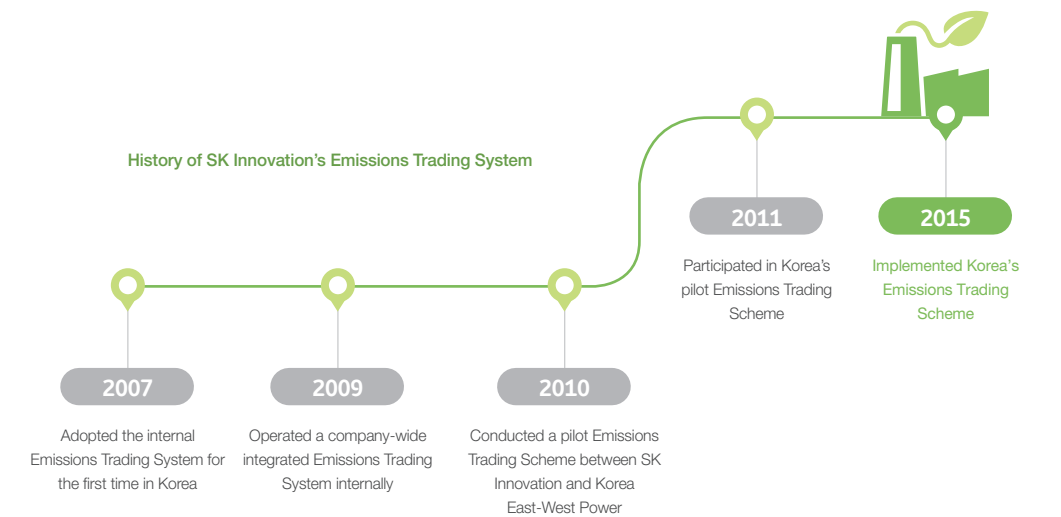 History of SK Innovation's Emissions Trading System
2007
Adopted the internal
Emissions Trading System for
the first time in Korea
2009
Operated a company-wide
integrated Emissions Trading
System internally
2010
Conducted a pilot Emissions
Trading Scheme between SK
Innovation and Korea
East-West Power
2011
Participated in Korea's
pilot Emissions Trading
Scheme
2015
Implemented Korea's
Emissions Trading
Scheme